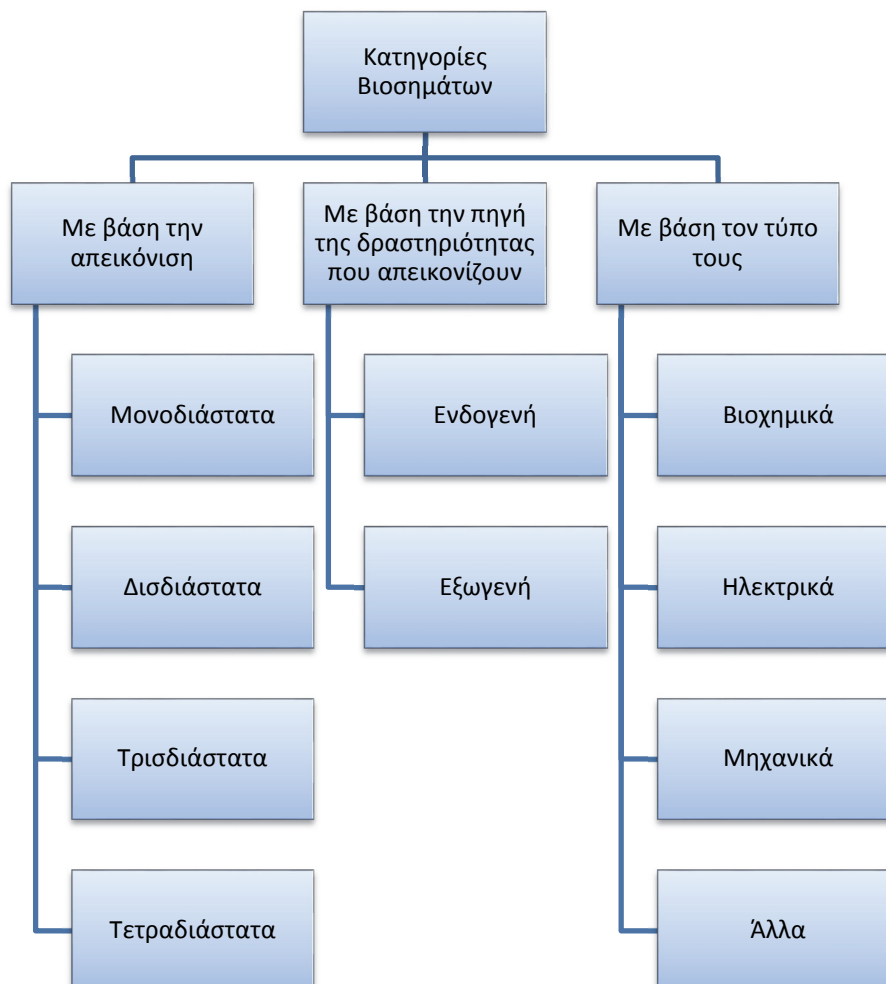 Κατηγορίες
Βιοσημάτων
Με βάση την
απεικόνιση
Με βάση την πηγή
της δραστηριότητας
που απεικονίζουν
Με βάση τον τύπο
τους
Μονοδιάστατα
Ενδογενή
Βιοχημικά
Δισδιάστατα
Εξωγενή
Ηλεκτρικά
Τρισδιάστατα
Μηχανικά
Τετραδιάστατα
Άλλα